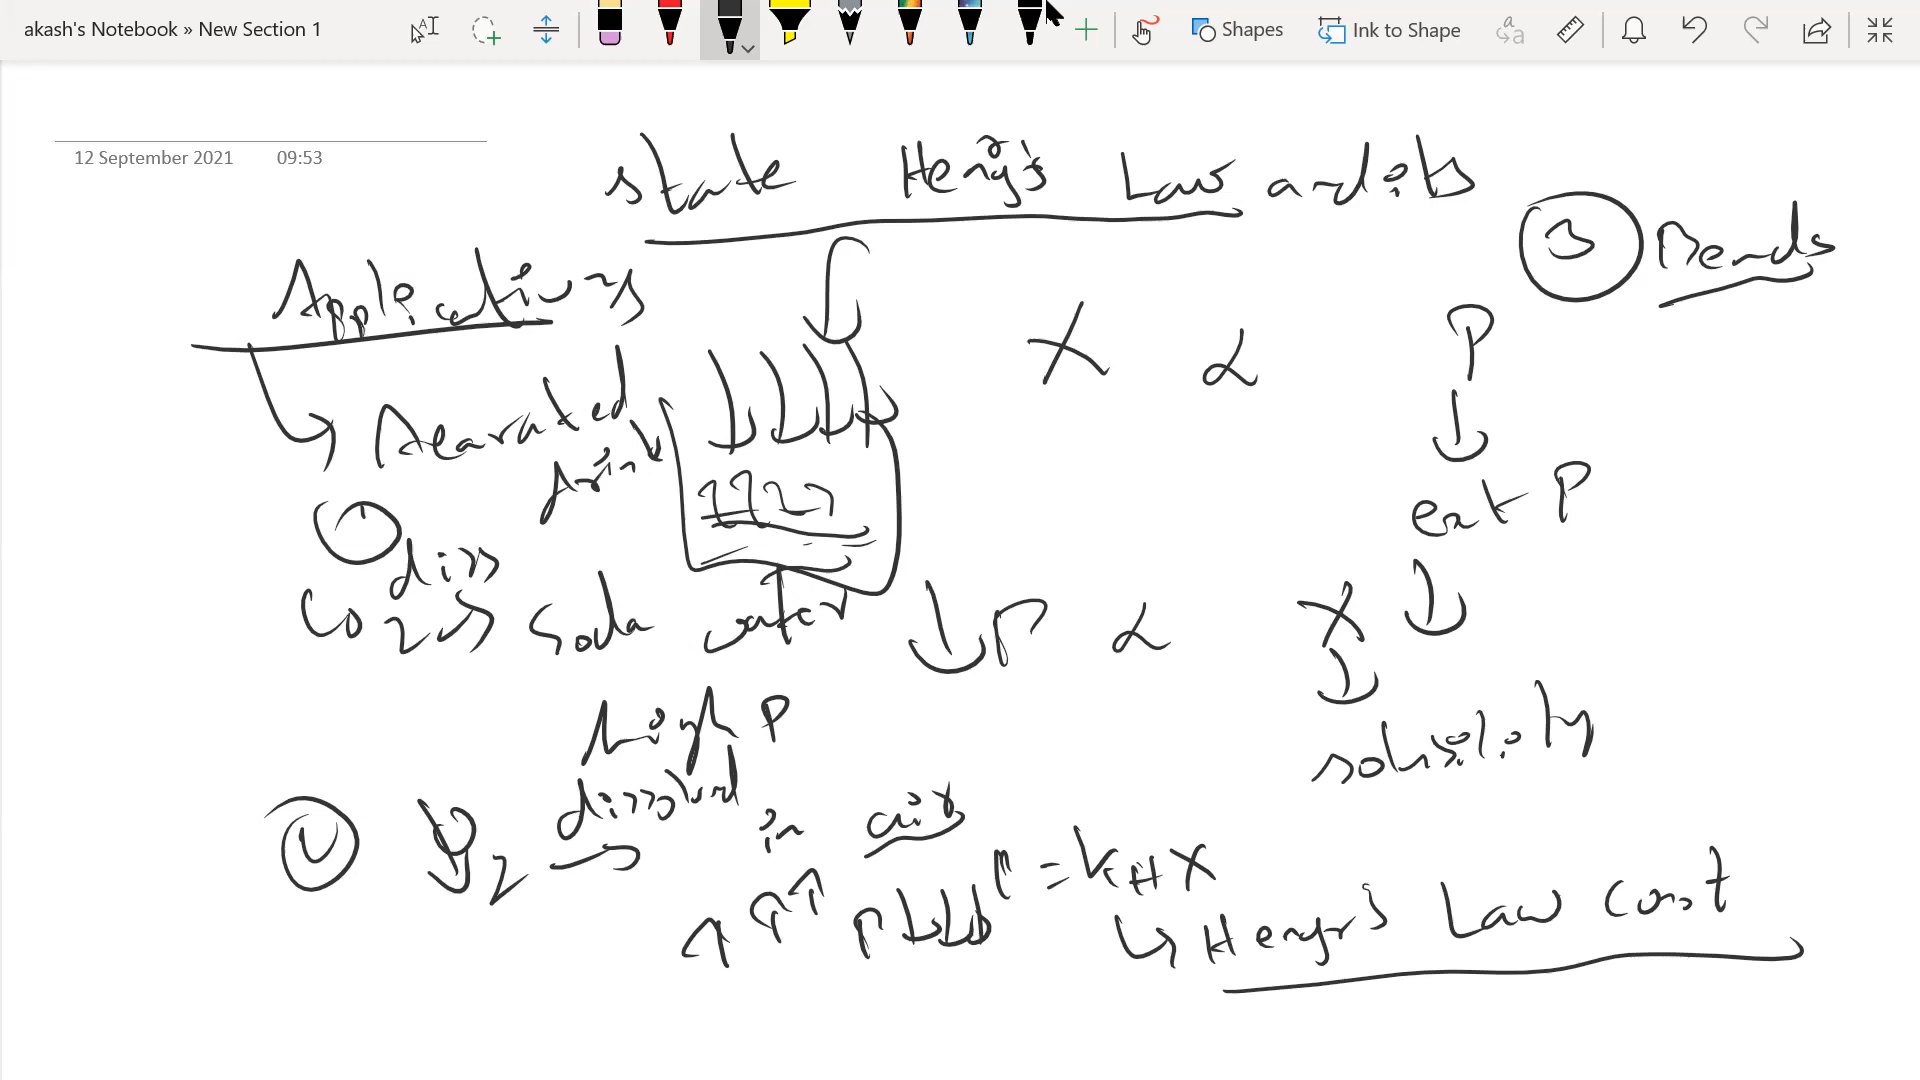 akash's Notebook » New Section 1
Shapes
Ink to Shape
12 September 2021 09:53
state Henry's Law and its
Applications
3 Bends
X α P
Aearated
drink
ext P
1
diss
CO2 → Soda water
↓P α X
high P
solubility
dissolved
2
in air
P = KH X
Henry's Law const